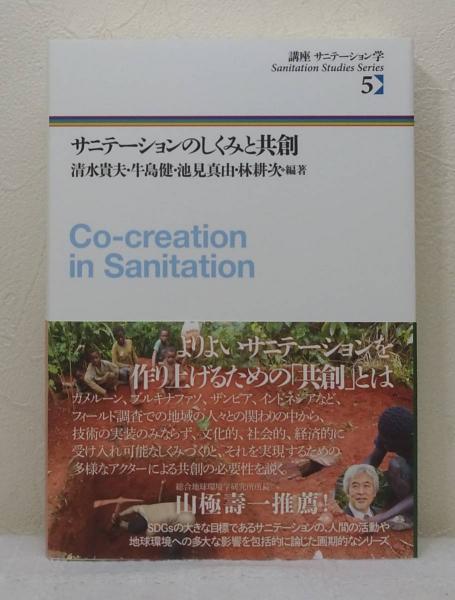 講座 サニテーション学
Sanitation Studies Series
5
サニテーションのしくみと共創
清水貴夫・牛島健・池見真由・林耕次・編著
Co-creation
in Sanitation
よりよいサニテーションを
作り上げるための「共創」とは
カメルーン、ブルキナファソ、ザンビア、インドネシアなど、
フィールド調査での地域の人々との関わりの中から、
技術の実装のみならず、文化的、社会的、経済的に
受け入れ可能なしくみづくりと、それを実現するための
多様なアクターによる共創の必要性を説く。
総合地球環境学研究所所長
山極壽一推薦!
SDGsの大きな目標であるサニテーションの、人間の活動や
地球環境への多大な影響を包括的に論じた画期的なシリーズ